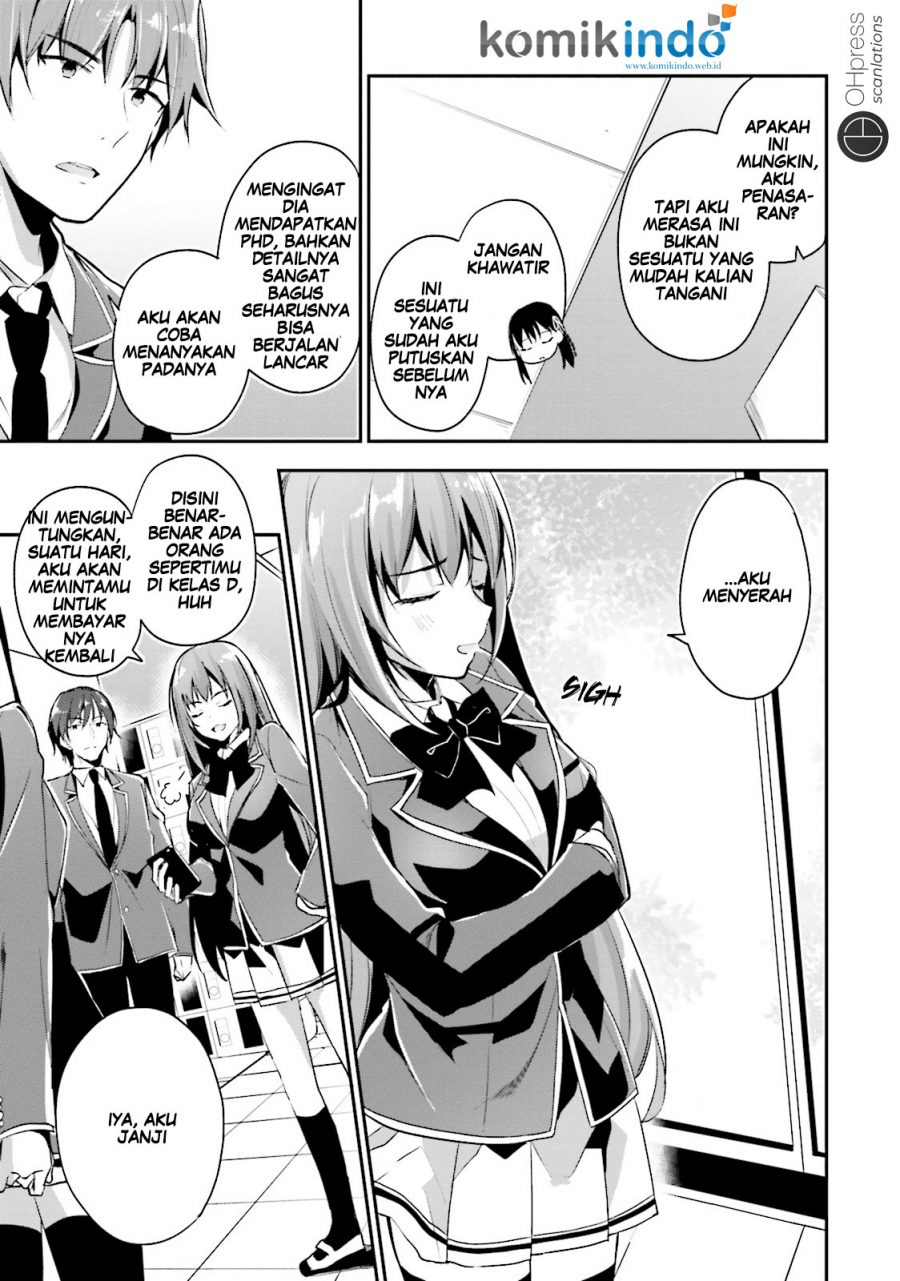 komikindo
www.komikindo.web.id
OHpress
scanlations
APAKAH
INI
MUNGKIN,
AKU
PENASA-
RAN?
TAPI AKU
MERASA INI
BUKAN
SESUATU YANG
MUDAH KALIAN
TANGANI
JANGAN
KHAWATIR
INI
SESUATU
YANG
SUDAH AKU
PUTUSKAN
SEBELUM
NYA
MENGINGAT
DIA
MENDAPATKAN
PHD, BAHKAN
DETAILNYA
SANGAT
BAGUS
SEHARUSNYA
BISA
BERJALAN
LANCAR
AKU AKAN
COBA
MENANYAKAN
PADANYA
...AKU
MENYERAH
SIGH
DISINI
BENAR-
BENAR ADA
ORANG
SEPERTIMU
DI KELAS D,
HUH
INI MENGUN-
TUNGKAN,
SUATU HARI,
AKU AKAN
MEMINTAMU
UNTUK
MEMBAYAR
NYA
KEMBALI
IYA, AKU
JANJI